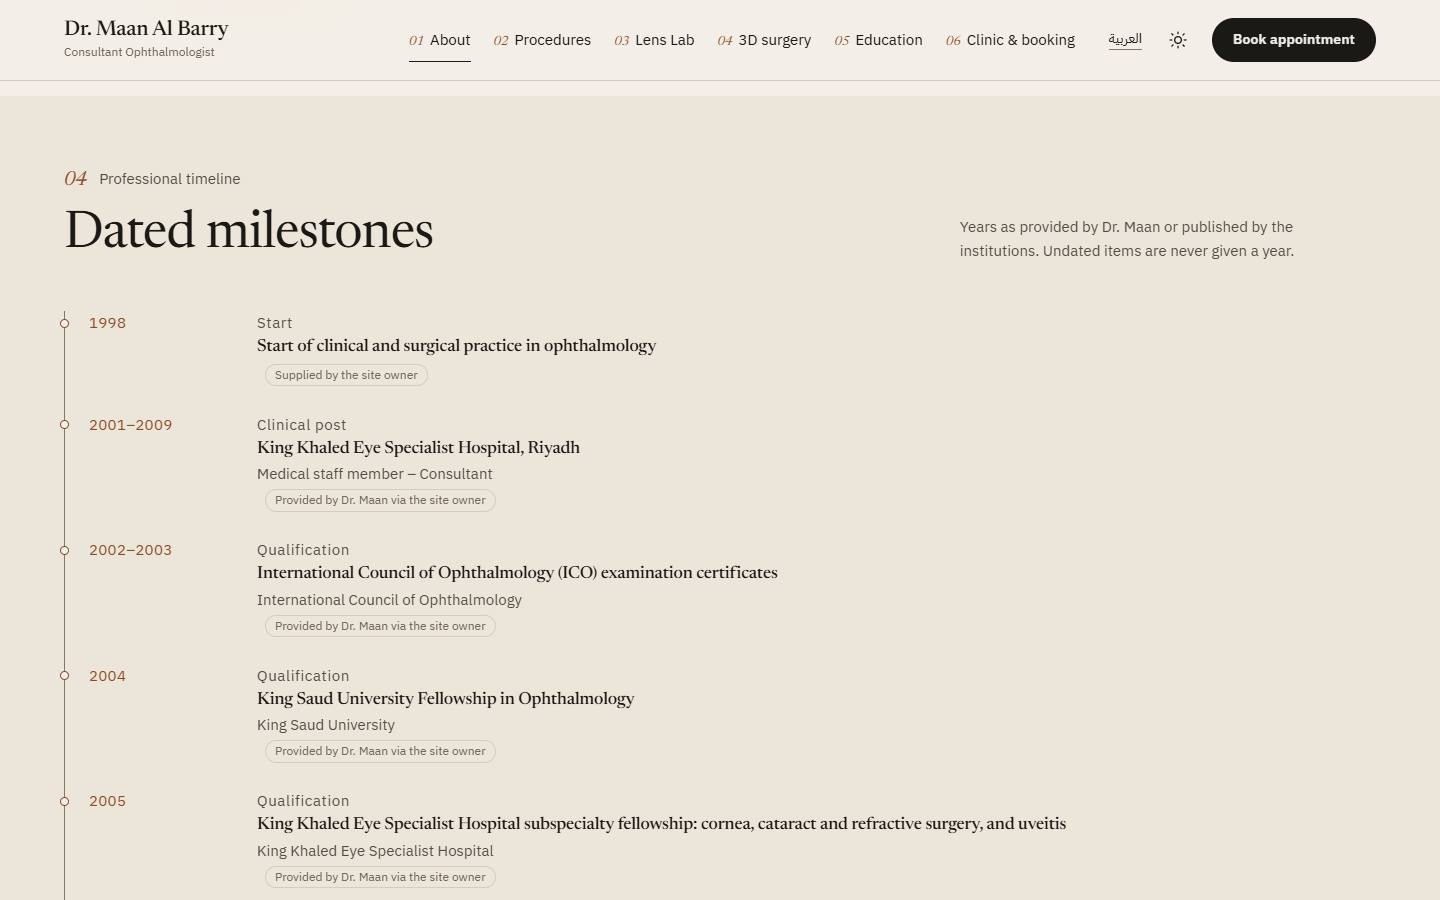 Dr. Maan Al Barry
Consultant Ophthalmologist
01 About
02 Procedures
03 Lens Lab
04 3D surgery
05 Education
06 Clinic & booking
العربية
Book appointment
04 Professional timeline
Dated milestones
Years as provided by Dr. Maan or published by the
institutions. Undated items are never given a year.
1998
Start
Start of clinical and surgical practice in ophthalmology
Supplied by the site owner
2001–2009
Clinical post
King Khaled Eye Specialist Hospital, Riyadh
Medical staff member – Consultant
Provided by Dr. Maan via the site owner
2002–2003
Qualification
International Council of Ophthalmology (ICO) examination certificates
International Council of Ophthalmology
Provided by Dr. Maan via the site owner
2004
Qualification
King Saud University Fellowship in Ophthalmology
King Saud University
Provided by Dr. Maan via the site owner
2005
Qualification
King Khaled Eye Specialist Hospital subspecialty fellowship: cornea, cataract and refractive surgery, and uveitis
King Khaled Eye Specialist Hospital
Provided by Dr. Maan via the site owner